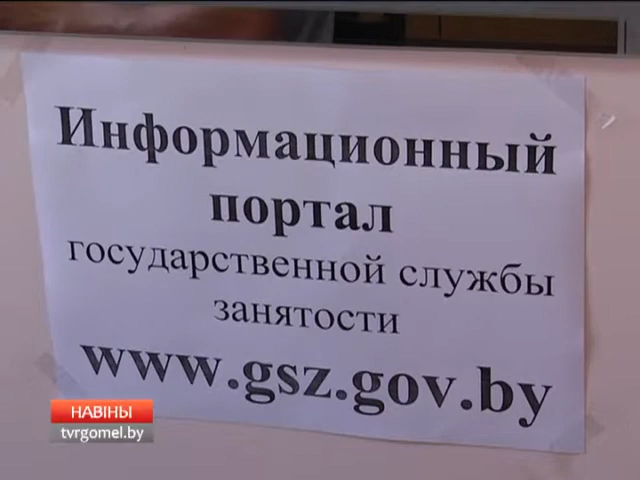 Информационный
портал
государственной службы
занятости
www.gsz.gov.by
НАВІНЫ
tvrgomel.by